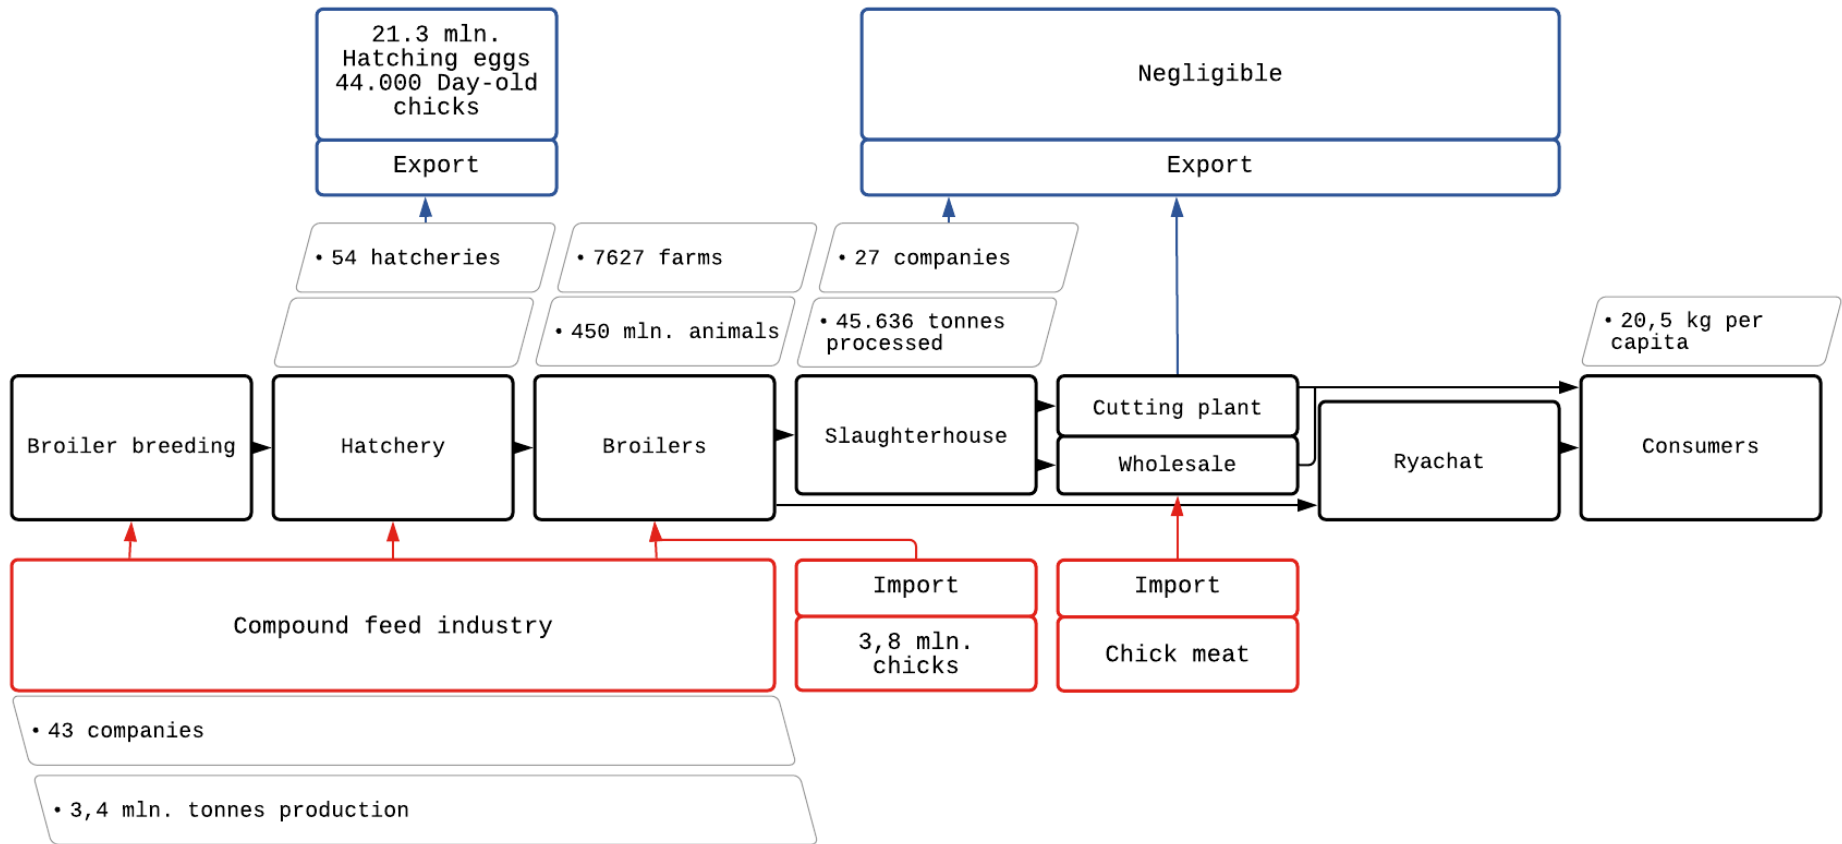 21.3 mln.
Hatching eggs
44.000 Day-old
chicks
Export
Negligible
Export
• 54 hatcheries
• 7627 farms
• 27 companies
• 450 mln. animals
• 45.636 tonnes
processed
• 20,5 kg per
capita
Broiler breeding
Hatchery
Broilers
Slaughterhouse
Cutting plant
Wholesale
Ryachat
Consumers
Compound feed industry
Import
3,8 mln.
chicks
Import
Chick meat
• 43 companies
• 3,4 mln. tonnes production